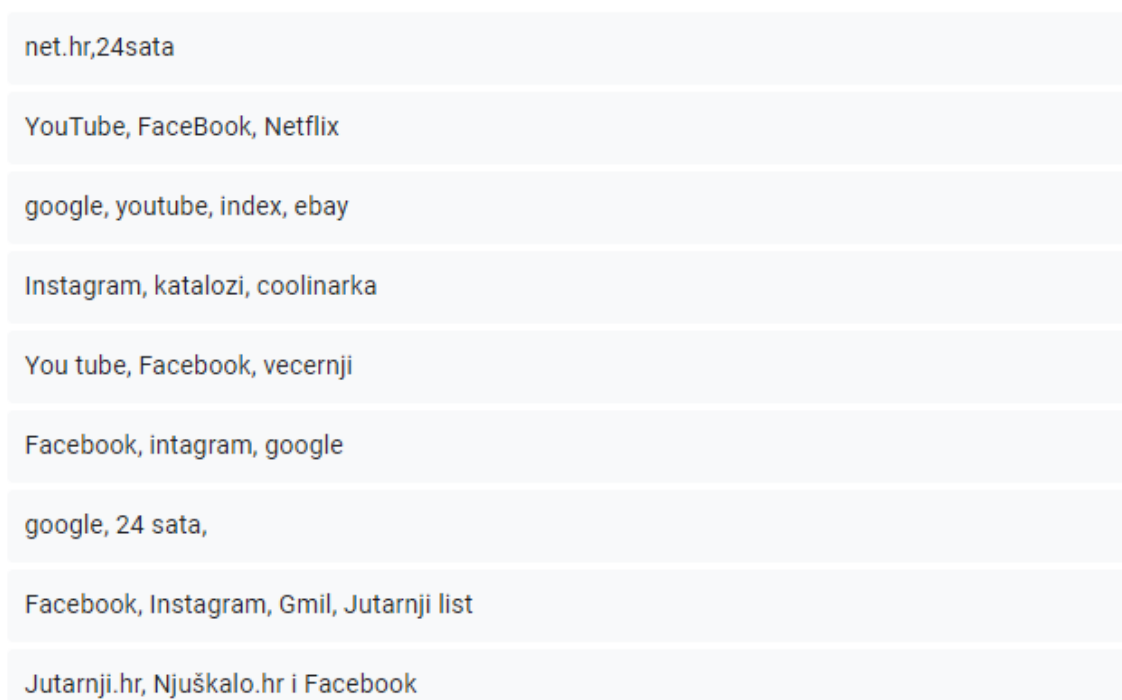 net.hr,24sata
YouTube, FaceBook, Netflix
google, youtube, index, ebay
Instagram, katalozi, coolinarka
You tube, Facebook, vecernji
Facebook, intagram, google
google, 24 sata,
Facebook, Instagram, Gmil, Jutarnji list
Jutarnji.hr, Njuškalo.hr i Facebook